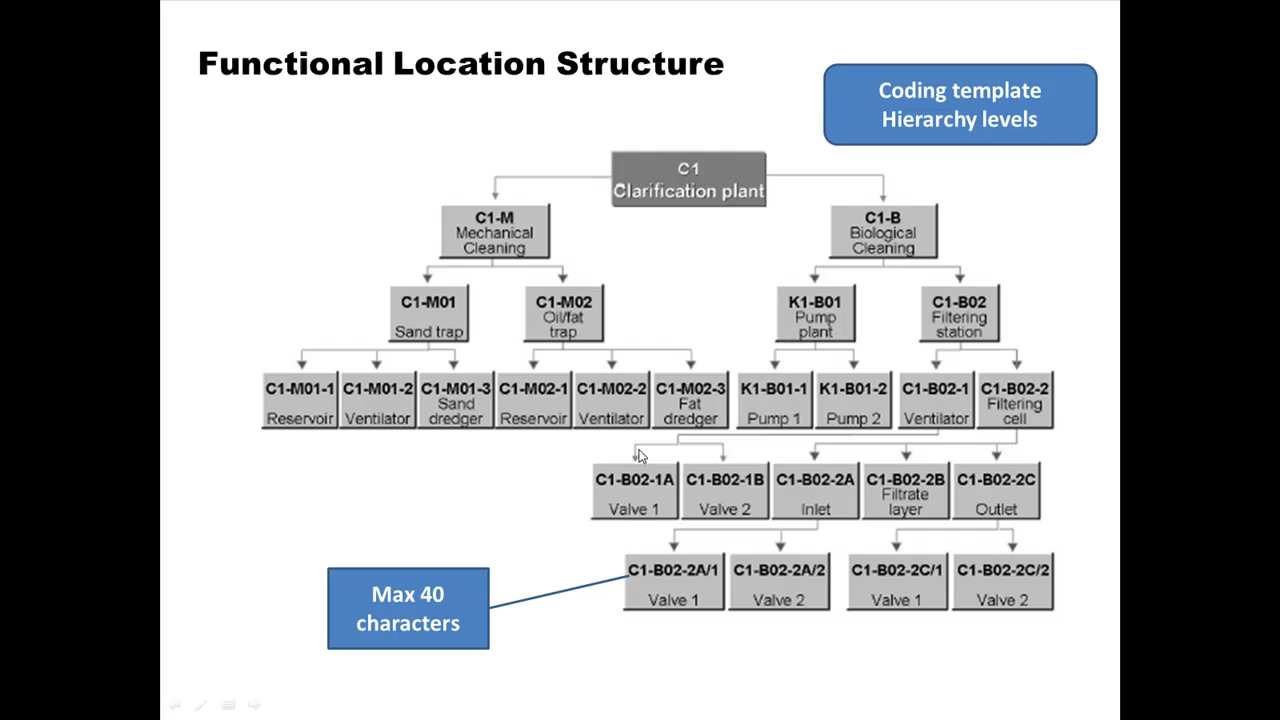 Functional Location Structure
Coding template
Hierarchy levels
C1
Clarification plant
C1-M
Mechanical
Cleaning
C1-B
Biological
Cleaning
C1-M01
Sand trap
C1-M02
Oil/fat
trap
K1-B01
Pump
plant
C1-B02
Filtering
station
C1-M01-1
Reservoir
C1-M01-2
Ventilator
C1-M01-3
Sand
dredger
C1-M02-1
Reservoir
C1-M02-2
Ventilator
C1-M02-3
Fat
dredger
K1-B01-1
Pump 1
K1-B01-2
Pump 2
C1-B02-1
Ventilator
C1-B02-2
Filtering
cell
C1-B02-1A
Valve 1
C1-B02-1B
Valve 2
C1-B02-2A
Inlet
C1-B02-2B
Filtrate
layer
C1-B02-2C
Outlet
C1-B02-2A/1
Valve 1
C1-B02-2A/2
Valve 2
C1-B02-2C/1
Valve 1
C1-B02-2C/2
Valve 2
Max 40
characters